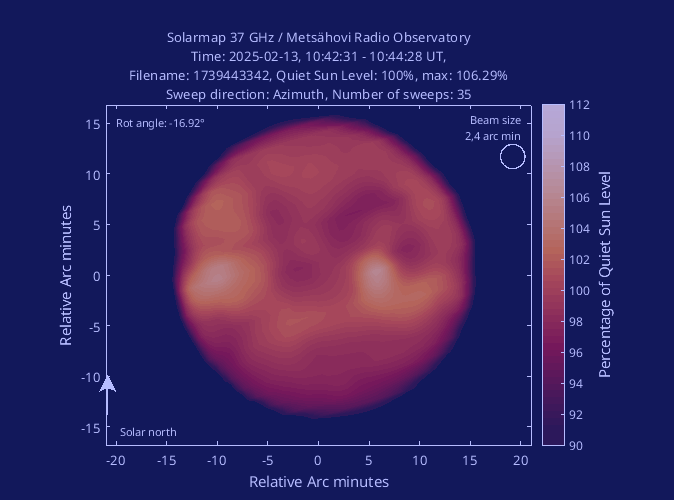 Solarmap 37 GHz / Metsähovi Radio Observatory
Time: 2025-02-13, 10:42:31 - 10:44:28 UT,
Filename: 1739443342, Quiet Sun Level: 100%, max: 106.29%
Sweep direction: Azimuth, Number of sweeps: 35
Rot angle: -16.92°
Beam size
2,4 arc min
15
10
5
0
-5
-10
-15
Relative Arc minutes
Solar north
-20
-15
-10
-5
0
5
10
15
20
Relative Arc minutes
112
110
108
106
104
102
100
98
96
94
92
90
Percentage of Quiet Sun Level